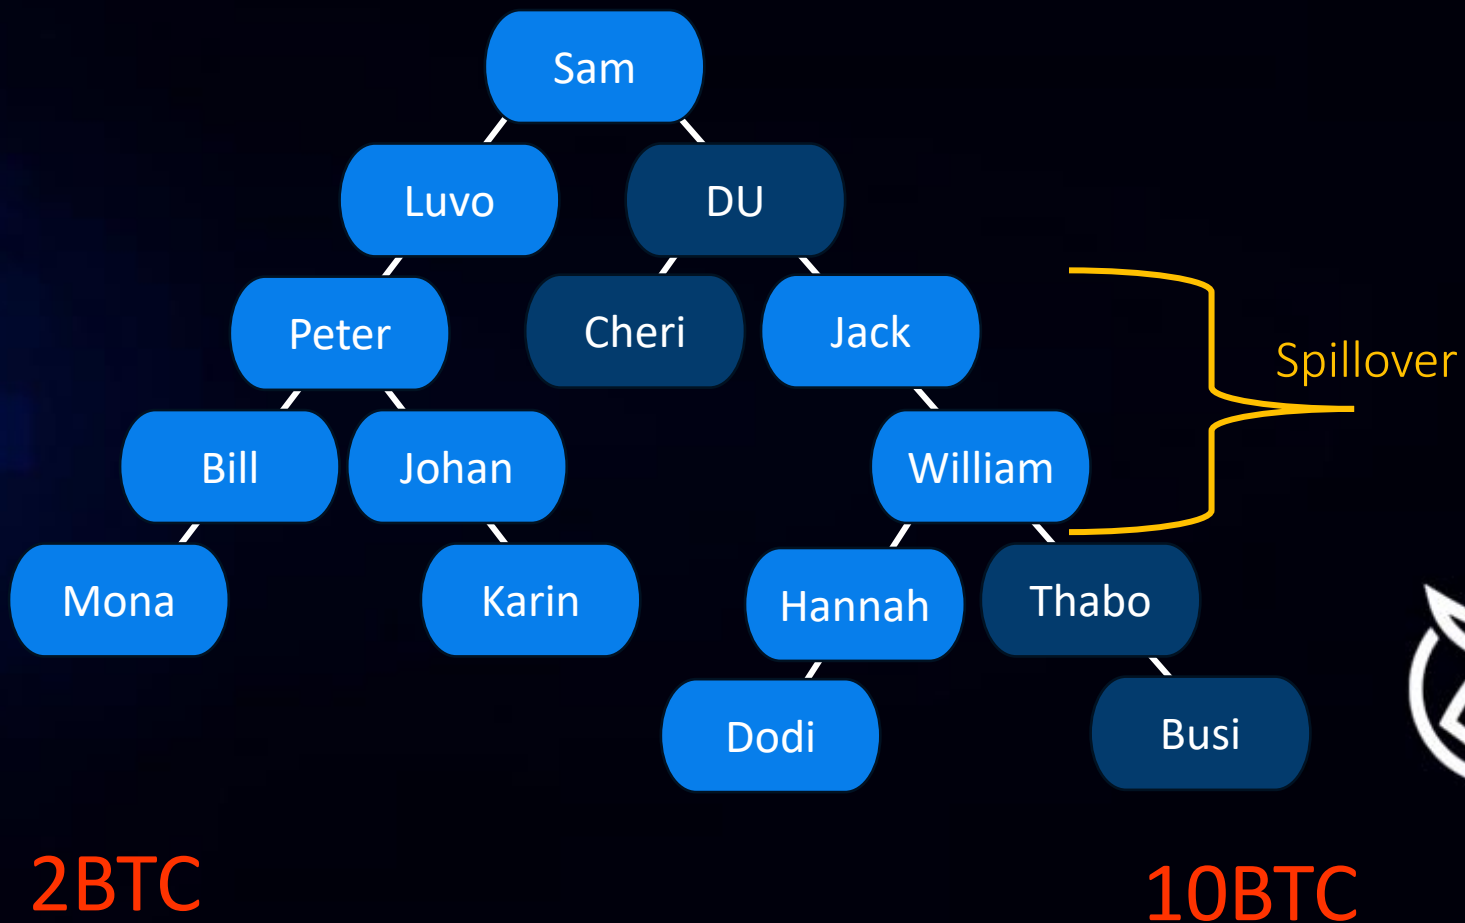 Sam
Luvo
DU
Peter
Cheri
Jack
Spillover
Bill
Johan
William
Mona
Karin
Hannah
Thabo
Dodi
Busi
2BTC
10BTC